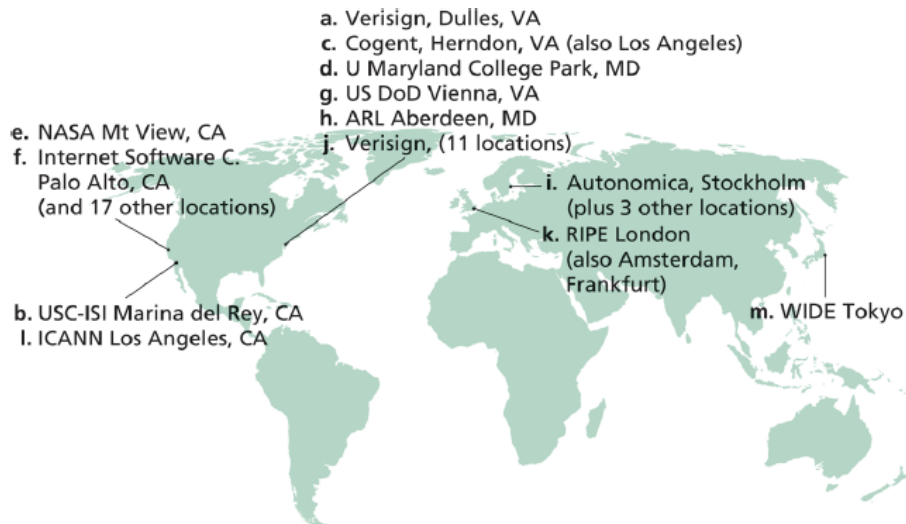 a. Verisign, Dulles, VA
c. Cogent, Herndon, VA (also Los Angeles)
d. U Maryland College Park, MD
g. US DoD Vienna, VA
h. ARL Aberdeen, MD
j. Verisign, (11 locations)
e. NASA Mt View, CA
f. Internet Software C.
Palo Alto, CA
(and 17 other locations)
i. Autonomica, Stockholm
(plus 3 other locations)
k. RIPE London
(also Amsterdam,
Frankfurt)
m. WIDE Tokyo
b. USC-ISI Marina del Rey, CA
l. ICANN Los Angeles, CA